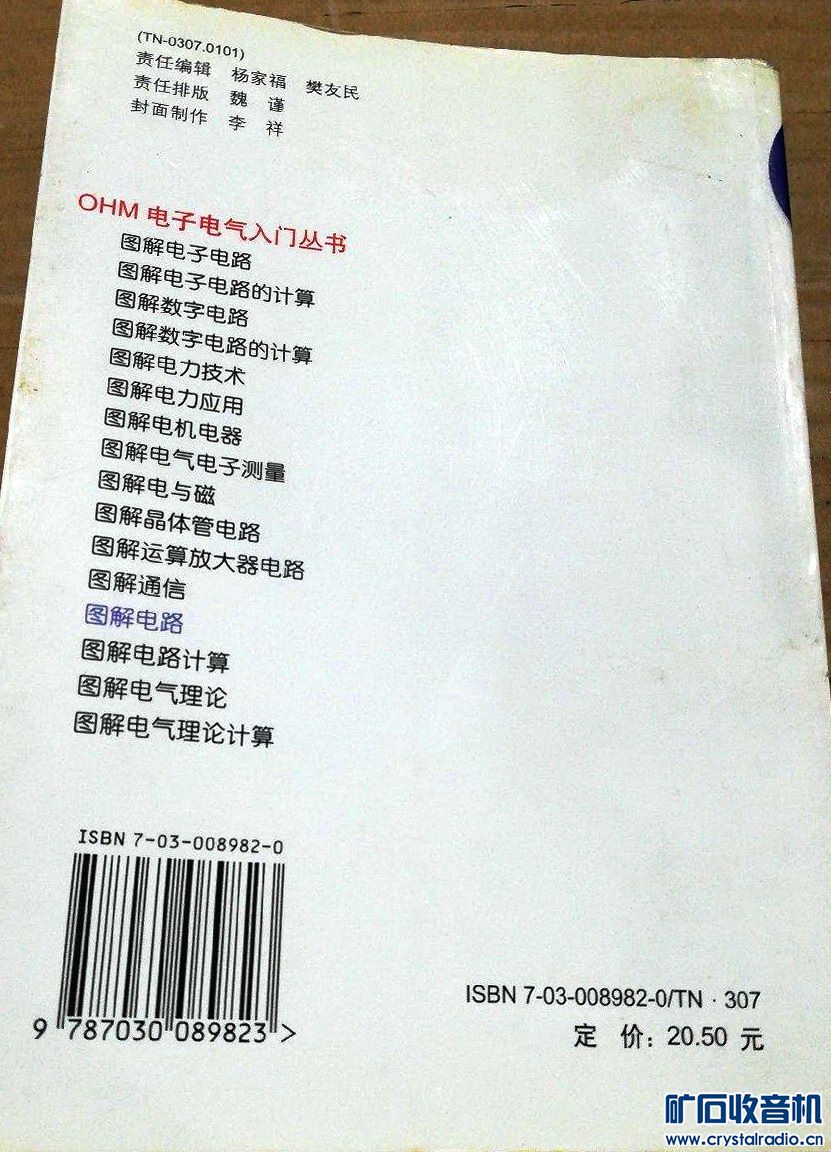 (TN-0307.0101)
责任编辑 杨家福 樊友民
责任排版 魏 谨
封面制作 李 祥
OHM 电子电气入门丛书
图解电子电路
图解电子电路的计算
图解数字电路
图解数字电路的计算
图解电力技术
图解电力应用
图解电机电器
图解电气电子测量
图解电与磁
图解晶体管电路
图解运算放大器电路
图解通信
图解电路
图解电路计算
图解电气理论
图解电气理论计算
ISBN 7-03-008982-0
9 787030 089823 >
ISBN 7-03-008982-0/TN · 307
定 价: 20.50 元
矿石收音机
www.crystalradio.cn